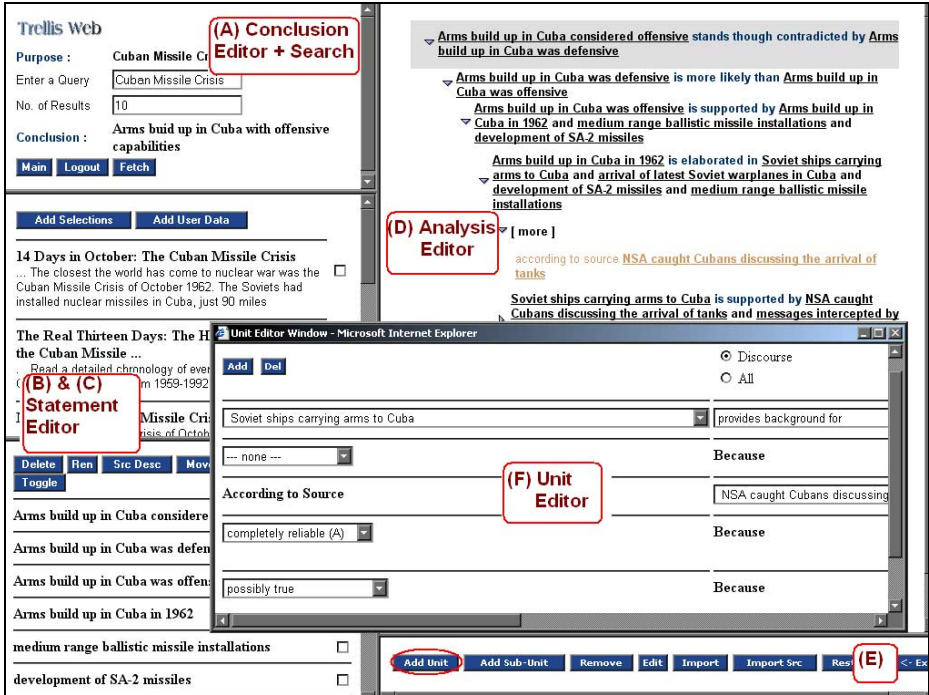 Trellis Web
(A) Conclusion
Editor + Search
Purpose :
Cuban Missile Cr
Enter a Query
Cuban Missile Crisis
No. of Results
10
Conclusion :
Arms buid up in Cuba with offensive
capabilities
Main
Logout
Fetch
Add Selections
Add User Data
14 Days in October: The Cuban Missile Crisis
... The closest the world has come to nuclear war was the
Cuban Missile Crisis of October 1962. The Soviets had
installed nuclear missiles in Cuba, just 90 miles
The Real Thirteen Days: The H
the Cuban Missile ...
. Read a detailed chronology of eve
m 1959-1992
(B) & (C)
Statement
Editor
Missile Cri
Delete
Ren
Src Desc
Move
Toggle
Arms build up in Cuba considere
Arms build up in Cuba was defen
Arms build up in Cuba was offens
Arms build up in Cuba in 1962
medium range ballistic missile installations
development of SA-2 missiles
Arms build up in Cuba considered offensive stands though contradicted by Arms
build up in Cuba was defensive
Arms build up in Cuba was defensive is more likely than Arms build up in
Cuba was offensive
Arms build up in Cuba was offensive is supported by Arms build up in
Cuba in 1962 and medium range ballistic missile installations and
development of SA-2 missiles
Arms build up in Cuba in 1962 is elaborated in Soviet ships carrying
arms to Cuba and arrival of latest Soviet warplanes in Cuba and
development of SA-2 missiles and medium range ballistic missile
installations
(D) Analysis
Editor
[ more ]
according to source NSA caught Cubans discussing the arrival of
tanks
Soviet ships carrying arms to Cuba is supported by NSA caught
Cubans discussing the arrival of tanks and messages intercepted by
Unit Editor Window - Microsoft Internet Explorer
Add
Del
Discourse
All
Soviet ships carrying arms to Cuba
provides background for
--- none ---
Because
(F) Unit
Editor
According to Source
NSA caught Cubans discussing
completely reliable (A)
Because
possibly true
Because
Add Unit
Add Sub-Unit
Remove
Edit
Import
Import Src
Rest
(E)
<- Ex